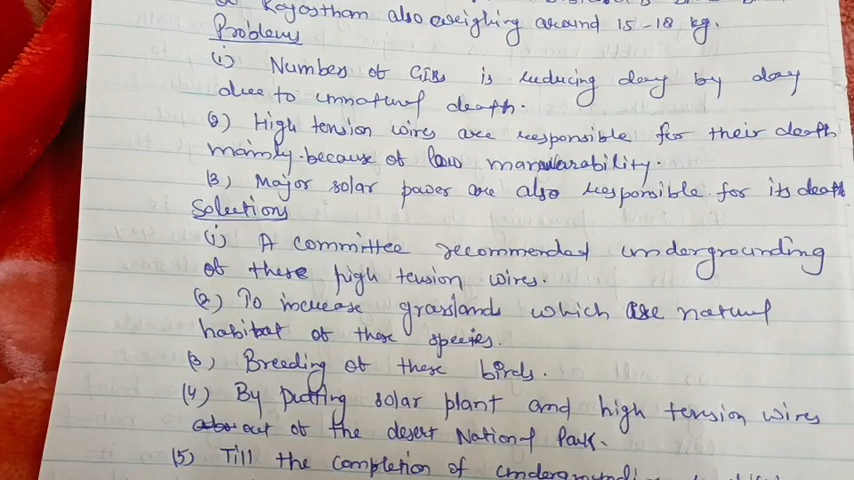 Rajasthan also weighing around 15-18 kg.
Problems
(1) Number of GIBs is reducing day by day
due to unnatural death.
(2) High tension wires are responsible for their death
mainly because of low
(3) Major solar power are also responsible for its death
Solutions
(1) A committee recommended undergrounding
of these high tension wires.
(2) To increase grasslands which are natural
habitat of these species.
(3) Breeding of these birds.
(4) By putting solar plant and high tension wires
out of the desert National Park.
(5) Till the completion of undergrounding